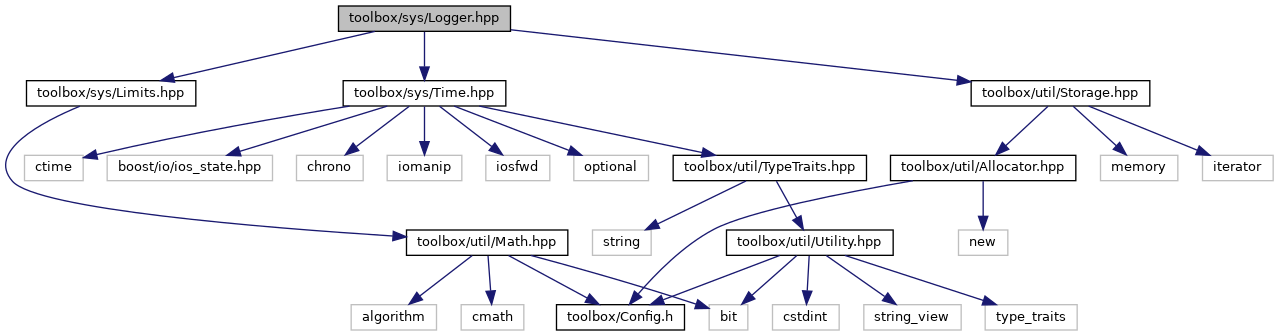 toolbox/sys/Logger.hpp
toolbox/sys/Limits.hpp
toolbox/sys/Time.hpp
toolbox/util/Storage.hpp
ctime
boost/io/ios_state.hpp
chrono
iomanip
iosfwd
optional
toolbox/util/TypeTraits.hpp
toolbox/util/Allocator.hpp
memory
iterator
toolbox/util/Math.hpp
string
toolbox/util/Utility.hpp
new
algorithm
cmath
toolbox/Config.h
bit
cstdint
string_view
type_traits